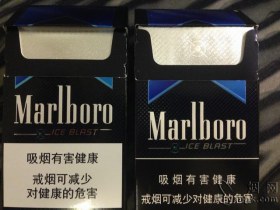 Marlboro
ICE BLAST
吸烟有害健康
戒烟可减少
对健康的危害
Marlboro
ICE BLAST
吸烟有害健康
戒烟可减少对健康的危害